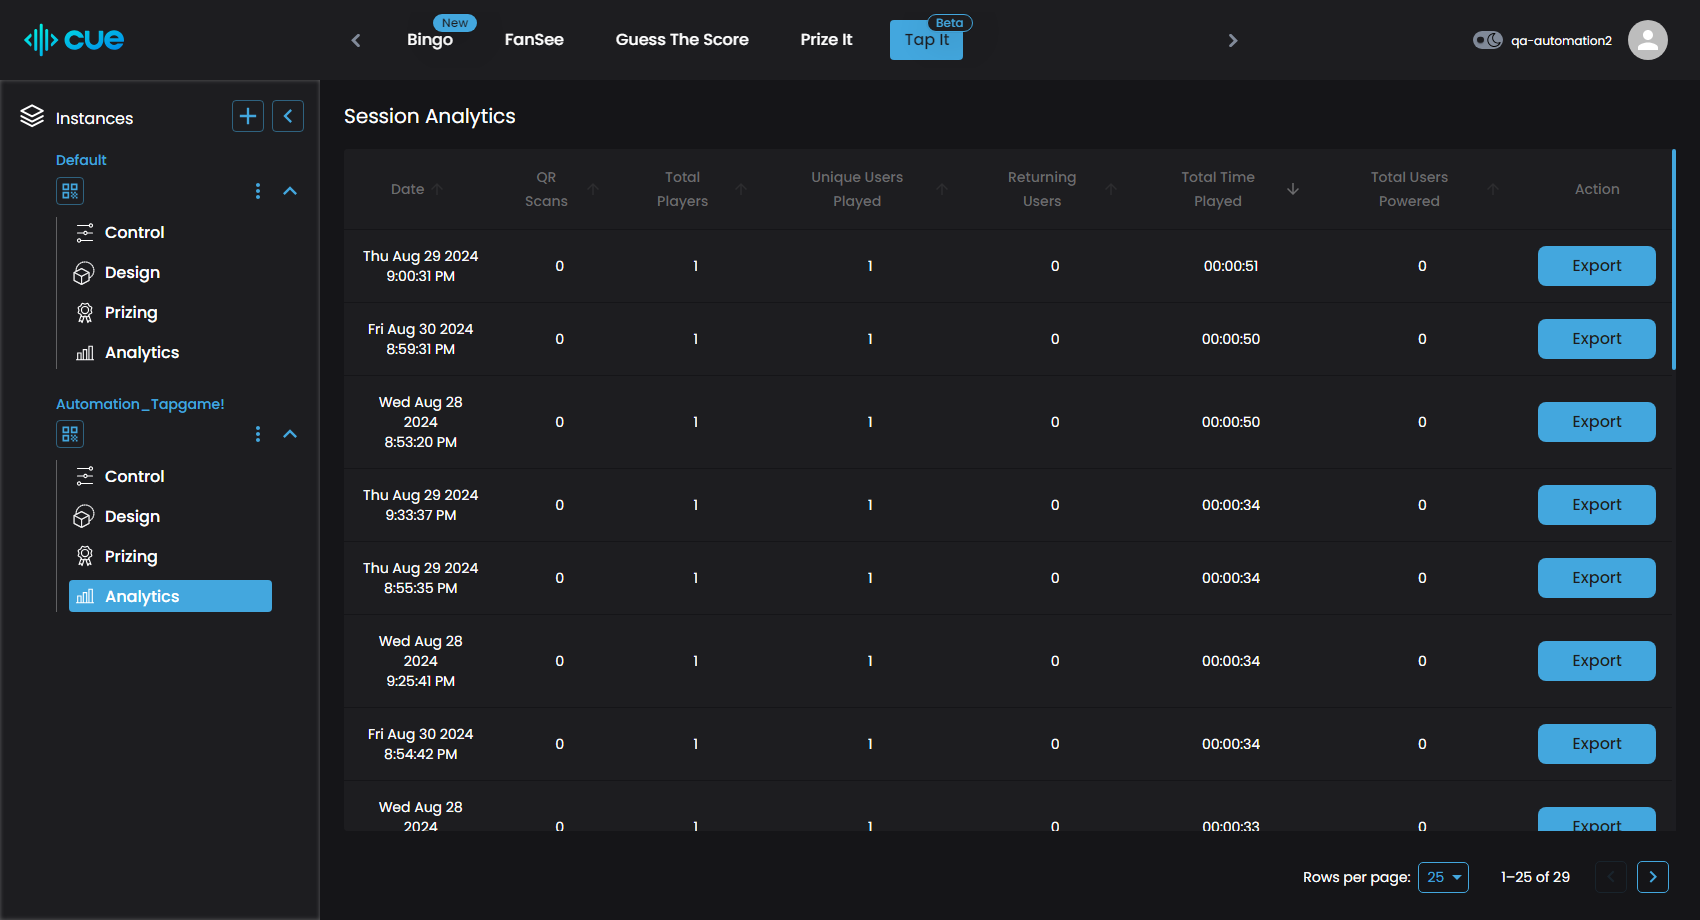 cue
Bingo
New
FanSee
Guess The Score
Prize It
Tap It
Beta
qa-automation2
Instances
Default
Control
Design
Prizing
Analytics
Automation_Tapgame!
Control
Design
Prizing
Analytics
Session Analytics
Date
QR
Scans
Total
Players
Unique Users
Played
Returning
Users
Total Time
Played
Total Users
Powered
Action
Thu Aug 29 2024
9:00:31 PM
0
1
1
0
00:00:51
0
Export
Fri Aug 30 2024
8:59:31 PM
0
1
1
0
00:00:50
0
Export
Wed Aug 28
2024
8:53:20 PM
0
1
1
0
00:00:50
0
Export
Thu Aug 29 2024
9:33:37 PM
0
1
1
0
00:00:34
0
Export
Thu Aug 29 2024
8:55:35 PM
0
1
1
0
00:00:34
0
Export
Wed Aug 28
2024
9:25:41 PM
0
1
1
0
00:00:34
0
Export
Fri Aug 30 2024
8:54:42 PM
0
1
1
0
00:00:34
0
Export
Wed Aug 28
2024
0
1
1
0
00:00:33
0
Export
Rows per page:
25
1–25 of 29